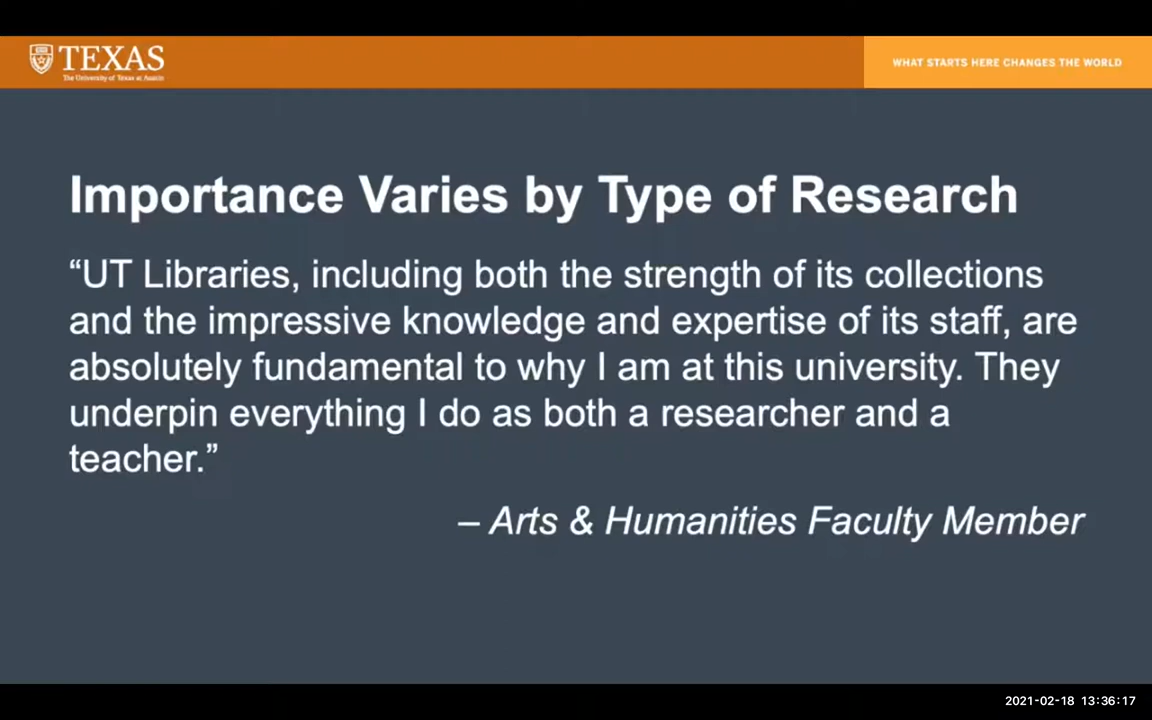 TEXAS
The University of Texas at Austin
WHAT STARTS HERE CHANGES THE WORLD
Importance Varies by Type of Research
“UT Libraries, including both the strength of its collections
and the impressive knowledge and expertise of its staff, are
absolutely fundamental to why I am at this university. They
underpin everything I do as both a researcher and a
teacher.”
– Arts & Humanities Faculty Member
2021-02-18 13:36:17